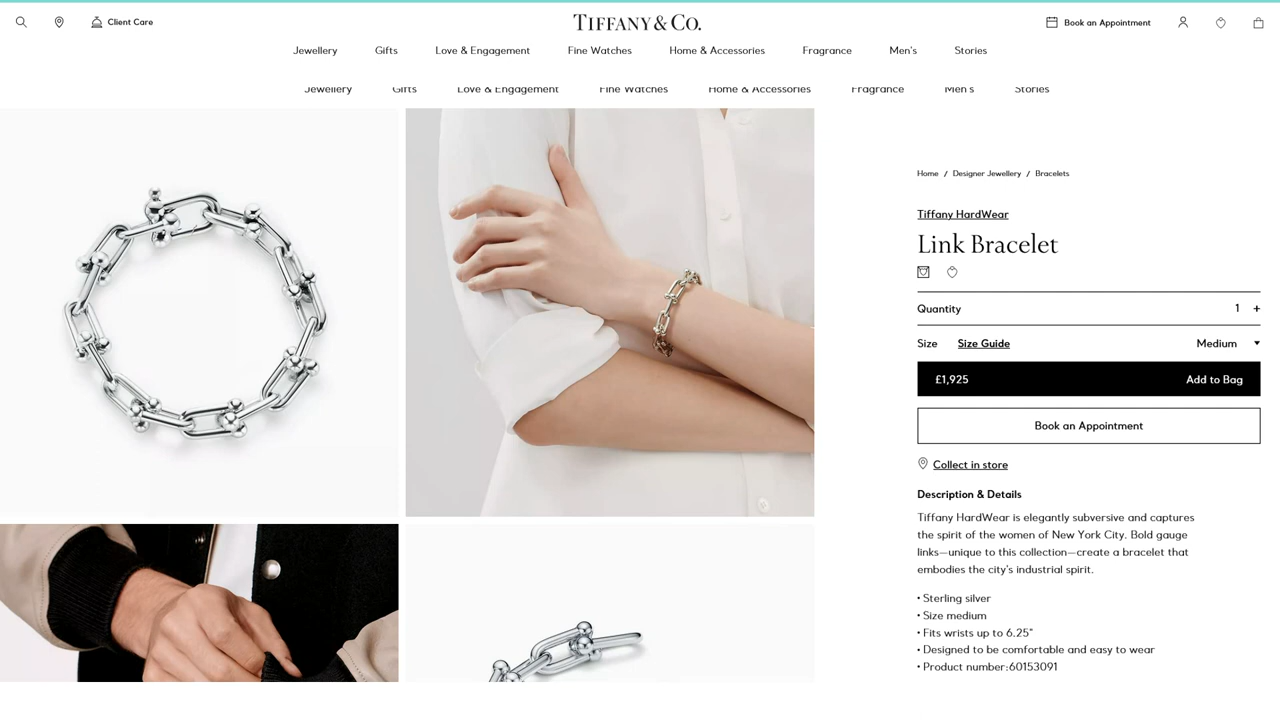 Client Care
TIFFANY & CO.
Book an Appointment
Jewellery Gifts Love & Engagement Fine Watches Home & Accessories Fragrance Men's Stories
Jewellery Gifts Love & Engagement Fine Watches Home & Accessories Fragrance Men's Stories
Home / Designer Jewellery / Bracelets
Tiffany HardWear
Link Bracelet
Quantity 1 +
Size Size Guide Medium
£1,925 Add to Bag
Book an Appointment
Collect in store
Description & Details
Tiffany HardWear is elegantly subversive and captures
the spirit of the women of New York City. Bold gauge
links—unique to this collection—create a bracelet that
embodies the city's industrial spirit.
• Sterling silver
• Size medium
• Fits wrists up to 6.25"
• Designed to be comfortable and easy to wear
• Product number:60153091